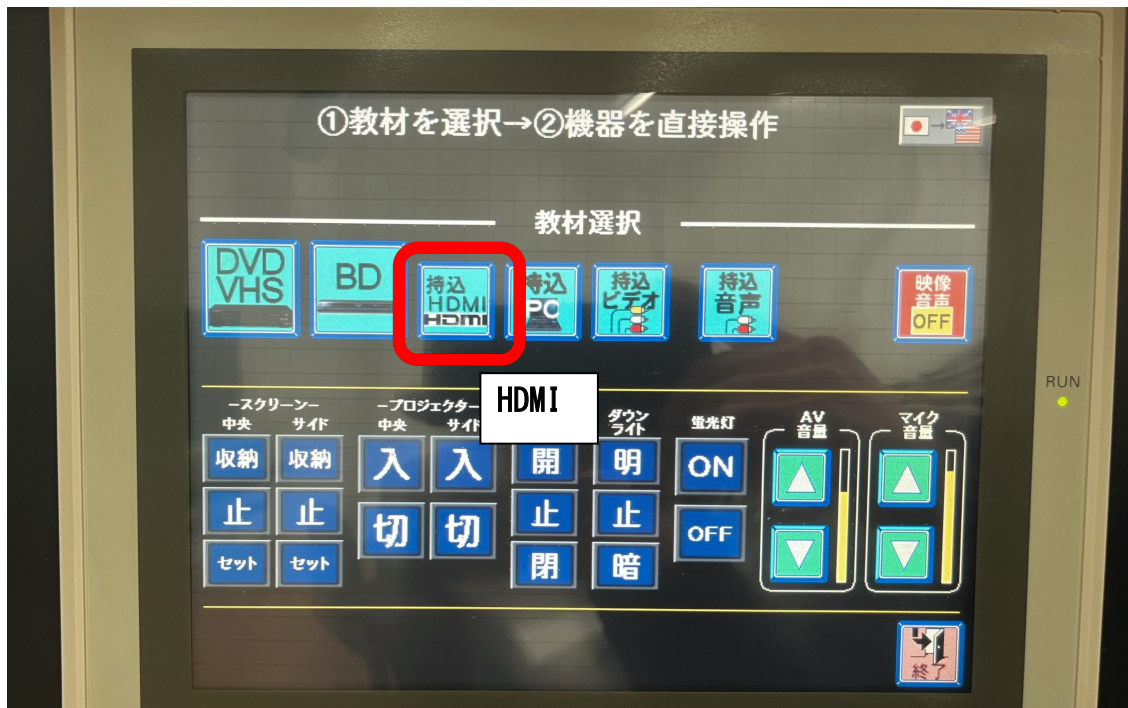 ①教材を選択→②機器を直接操作
教材選択
DVD
VHS
BD
持込
HDMI
HDMI
持込
PC
持込
ビデオ
持込
音声
映像
音声
OFF
RUN
HDMI
−スクリーン−
中央 サイド
収納 収納
止 止
セット セット
−プロジェクター
中央 サイド
入 入
切 切
開
止
閉
ダウン
ライト
明
止
暗
蛍光灯
ON
OFF
AV
音量
マイク
音量
終了